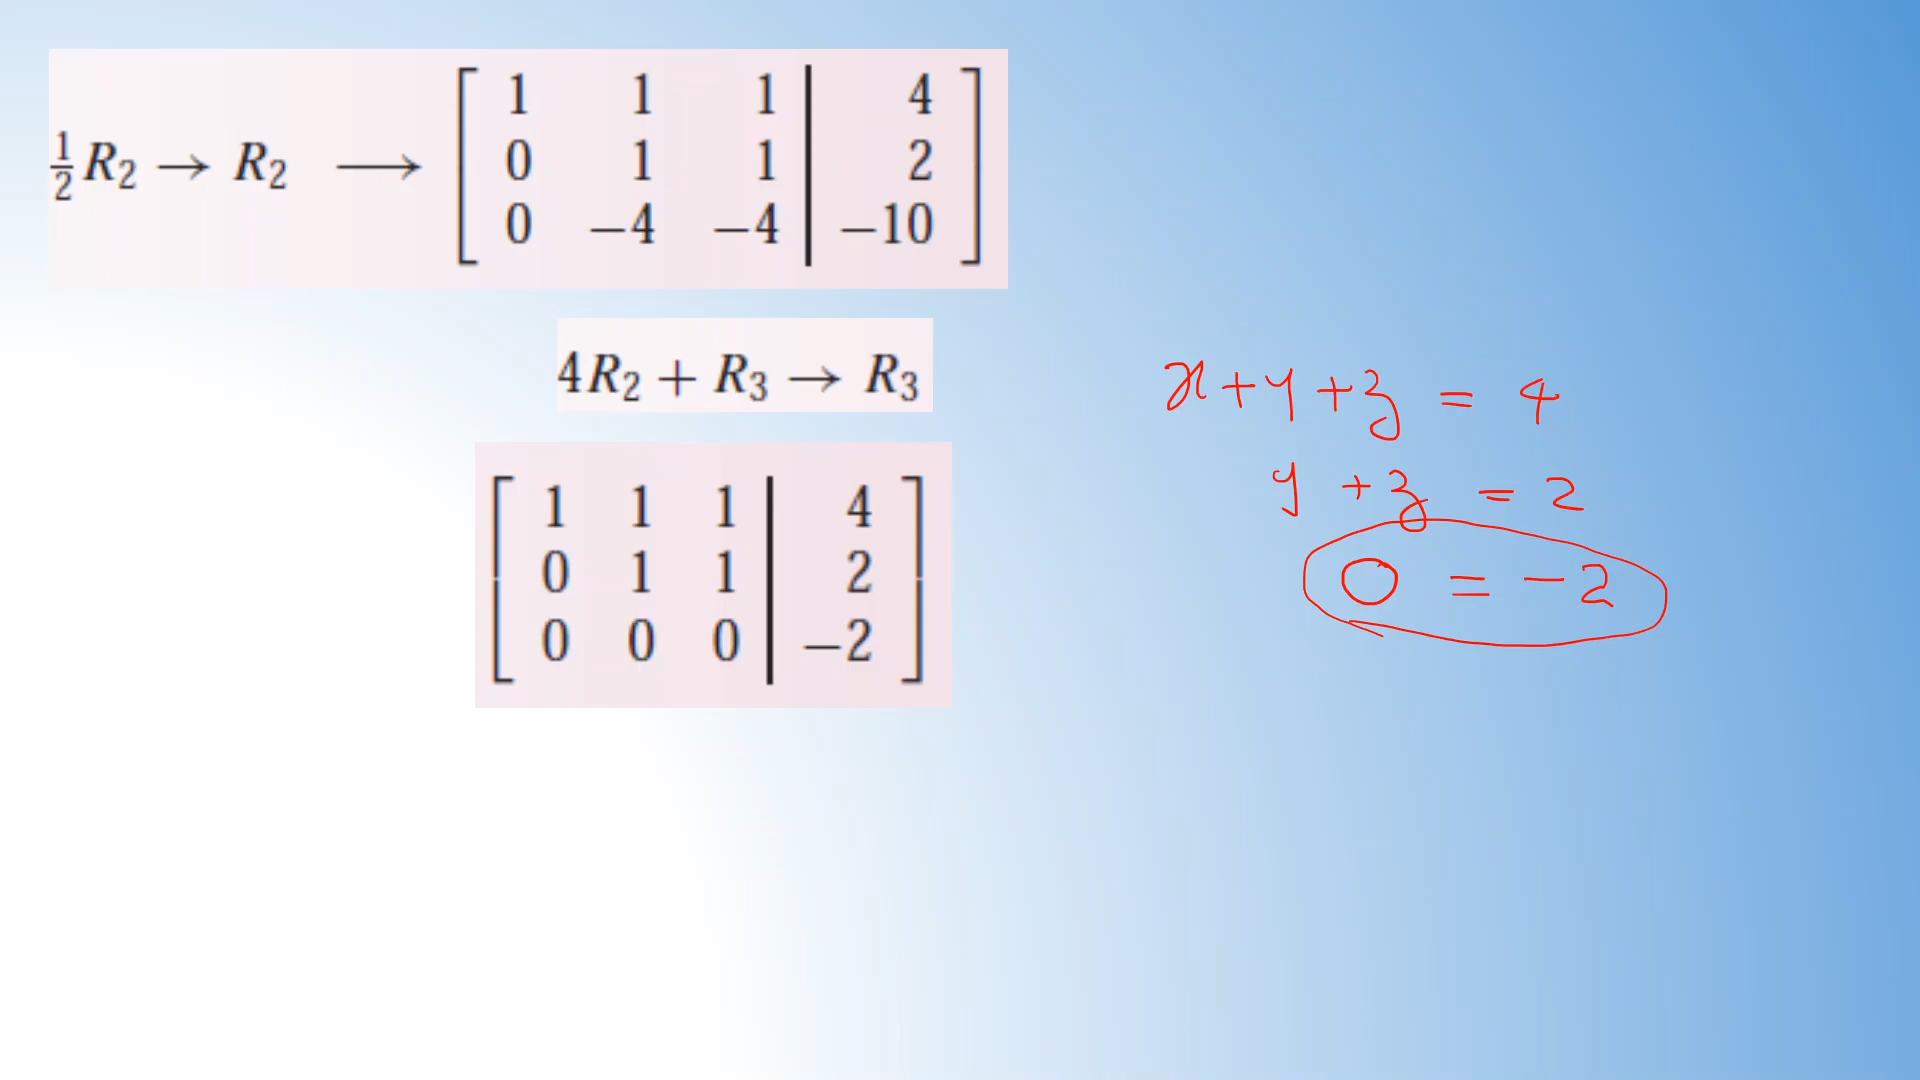 ½R₂ → R₂ ⟶
1 1 1 | 4
0 1 1 | 2
0 −4 −4 | −10
4R₂ + R₃ → R₃
1 1 1 | 4
0 1 1 | 2
0 0 0 | −2
x + y + z = 4
y + z = 2
0 = −2